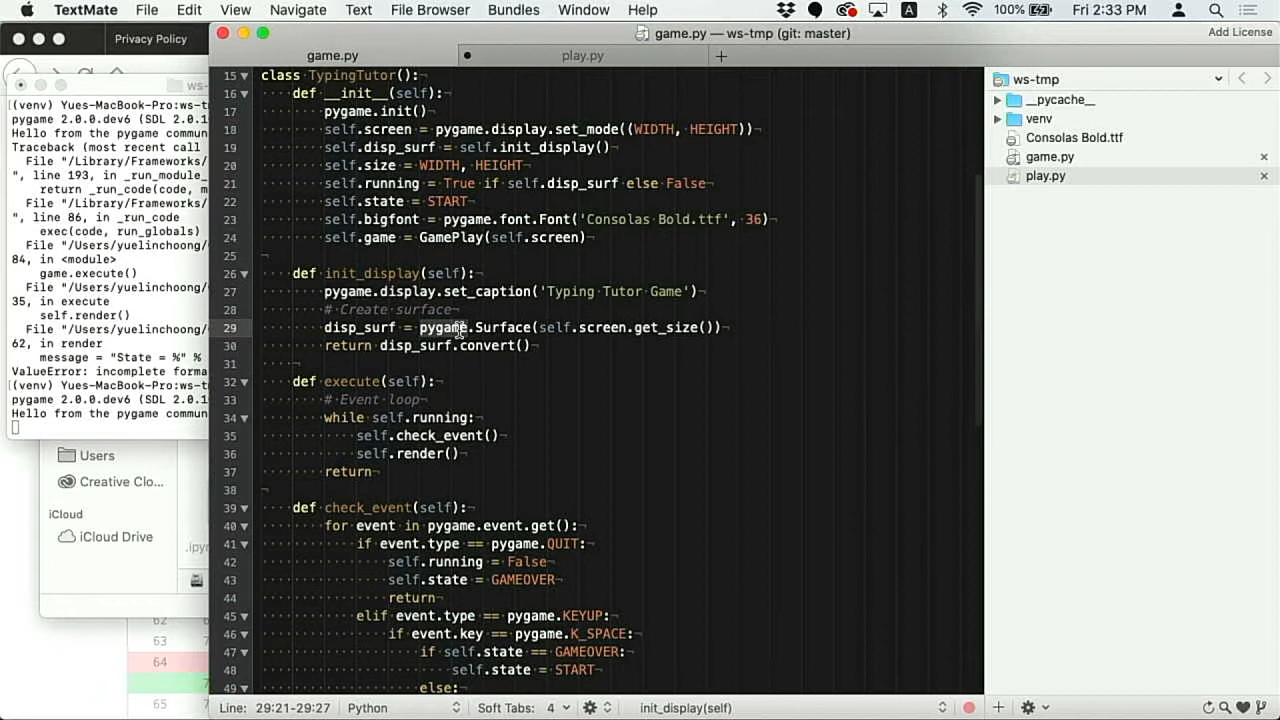 TextMate File Edit View Navigate Text File Browser Bundles Window Help 100% Fri 2:33 PM
Privacy Policy
game.py — ws-tmp (git: master)
Add License
game.py
play.py
ws-
(venv) Yues-MacBook-Pro:ws-t
pygame 2.0.0.dev6 (SDL 2.0.1
Hello from the pygame commun
Traceback (most recent call
File "/Library/Frameworks/
", line 193, in _run_module_
return _run_code(code, m
File "/Library/Frameworks/
", line 86, in _run_code
exec(code, run_globals)
File "/Users/yuelinchoong/
84, in <module>
game.execute()
File "/Users/yuelinchoong/
35, in execute
self.render()
File "/Users/yuelinchoong/
62, in render
message = "State = %" %
ValueError: incomplete forma
(venv) Yues-MacBook-Pro:ws-t
pygame 2.0.0.dev6 (SDL 2.0.1
Hello from the pygame commun
Users
Creative Clo...
iCloud
iCloud Drive
.ipyn
62
63
64
65
15 class TypingTutor():
16 def __init__(self):
17 pygame.init()
18 self.screen = pygame.display.set_mode((WIDTH, HEIGHT))
19 self.disp_surf = self.init_display()
20 self.size = WIDTH, HEIGHT
21 self.running = True if self.disp_surf else False
22 self.state = START
23 self.bigfont = pygame.font.Font('Consolas Bold.ttf', 36)
24 self.game = GamePlay(self.screen)
25
26 def init_display(self):
27 pygame.display.set_caption('Typing Tutor Game')
28 # Create surface
29 disp_surf = pygame.Surface(self.screen.get_size())
30 return disp_surf.convert()
31
32 def execute(self):
33 # Event loop
34 while self.running:
35 self.check_event()
36 self.render()
37 return
38
39 def check_event(self):
40 for event in pygame.event.get():
41 if event.type == pygame.QUIT:
42 self.running = False
43 self.state = GAMEOVER
44 return
45 elif event.type == pygame.KEYUP:
46 if event.key == pygame.K_SPACE:
47 if self.state == GAMEOVER:
48 self.state = START
49 else:
Line: 29:21-29:27 Python Soft Tabs: 4 init_display(self)
ws-tmp
__pycache__
venv
Consolas Bold.ttf
game.py
play.py